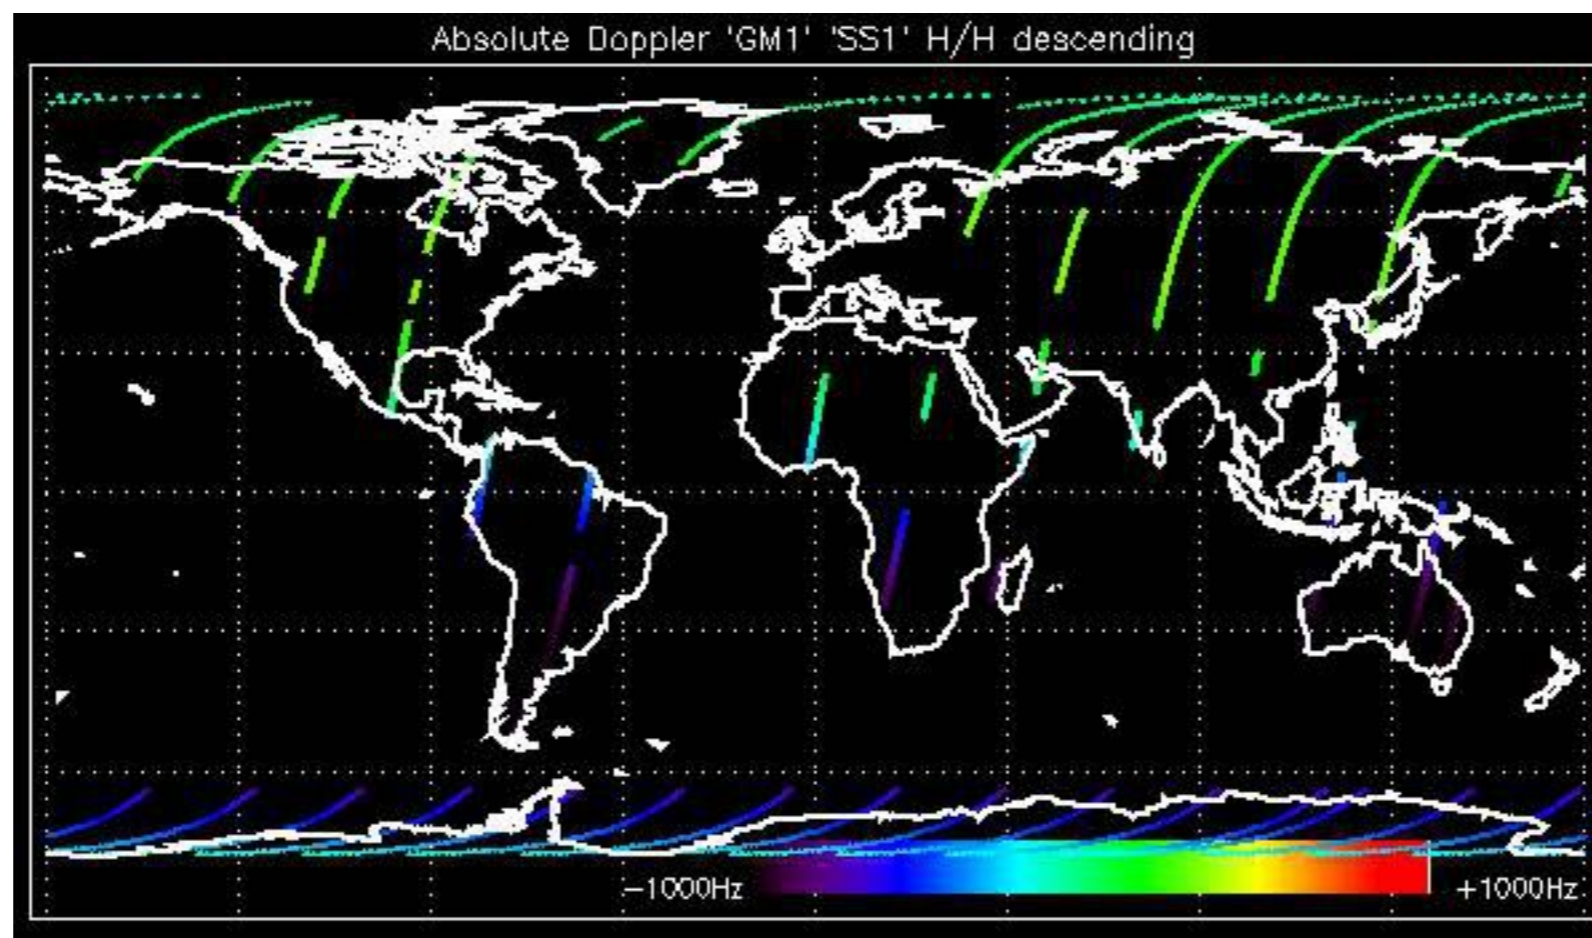 Absolute Doppler 'GM1' 'SS1' H/H descending
−1000Hz
+1000Hz